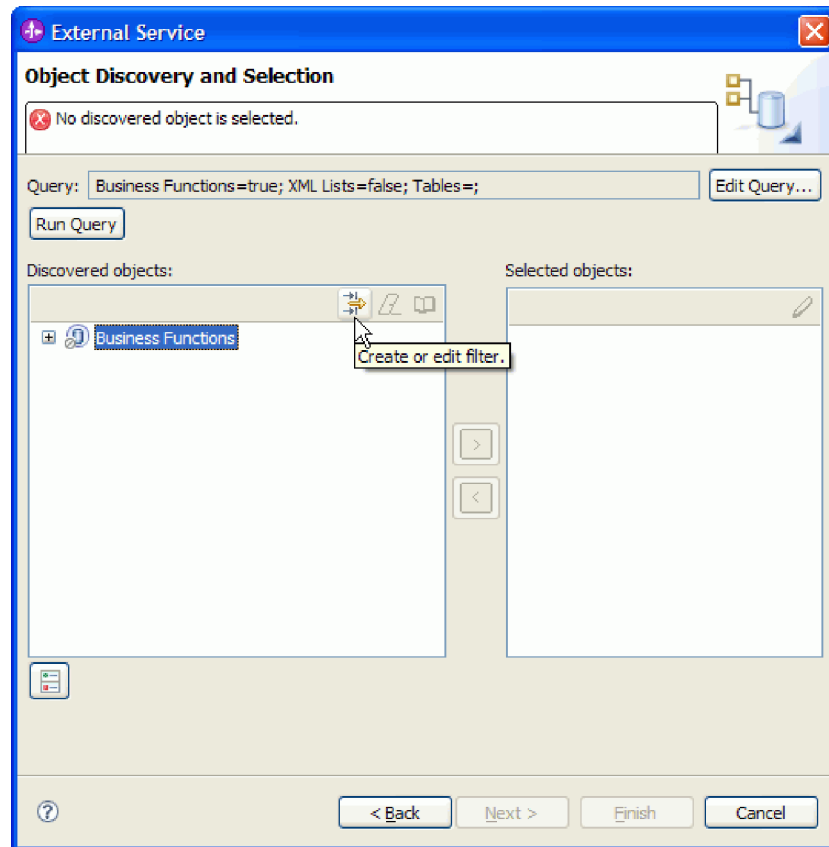 External Service
Object Discovery and Selection
No discovered object is selected.
Query: Business Functions=true; XML Lists=false; Tables=; Edit Query...
Run Query
Discovered objects: Selected objects:
Business Functions
Create or edit filter.
>
<
? < Back Next > Finish Cancel